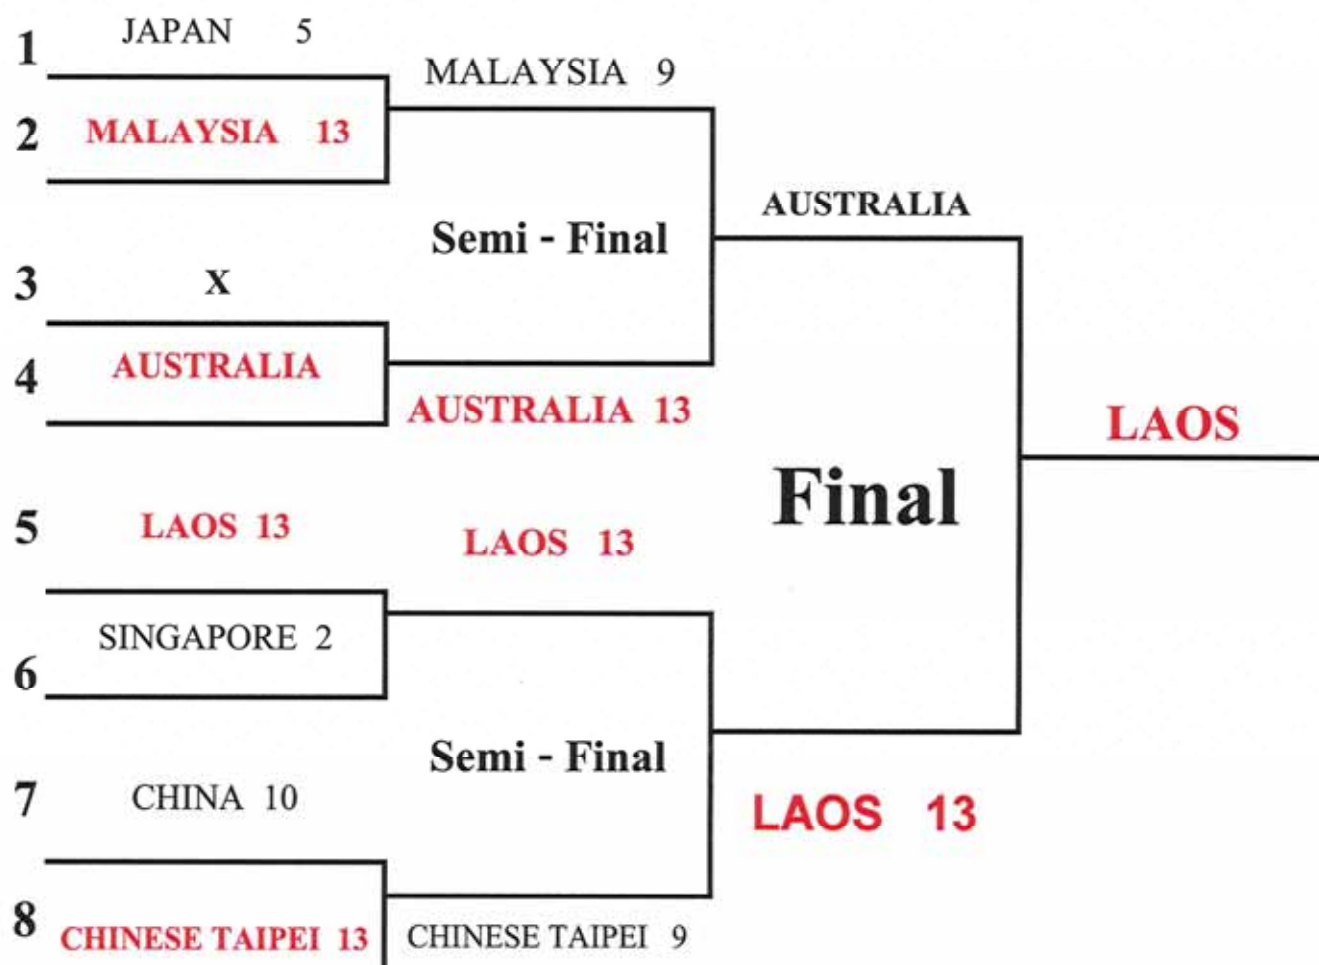 1 JAPAN 5
2 MALAYSIA 13
3 X
4 AUSTRALIA
5 LAOS 13
6 SINGAPORE 2
7 CHINA 10
8 CHINESE TAIPEI 13
MALAYSIA 9
Semi - Final
AUSTRALIA 13
LAOS 13
Semi - Final
CHINESE TAIPEI 9
AUSTRALIA
Final
LAOS 13
LAOS